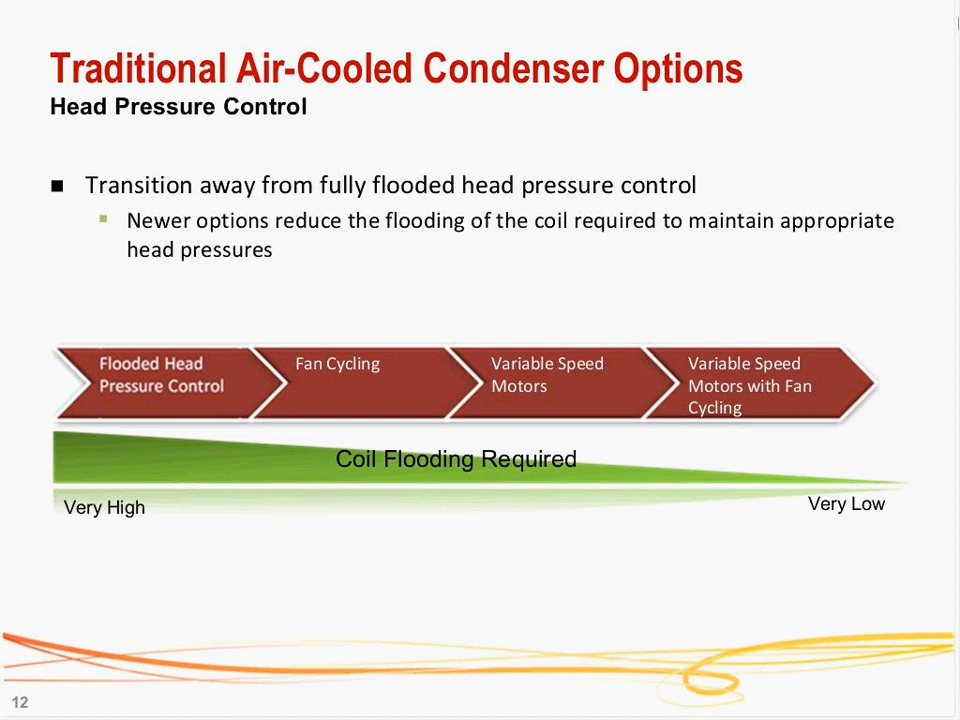 Traditional Air-Cooled Condenser Options
Head Pressure Control
Transition away from fully flooded head pressure control
Newer options reduce the flooding of the coil required to maintain appropriate
head pressures
Flooded Head
Pressure Control
Fan Cycling
Variable Speed
Motors
Variable Speed
Motors with Fan
Cycling
Coil Flooding Required
Very High
Very Low
12